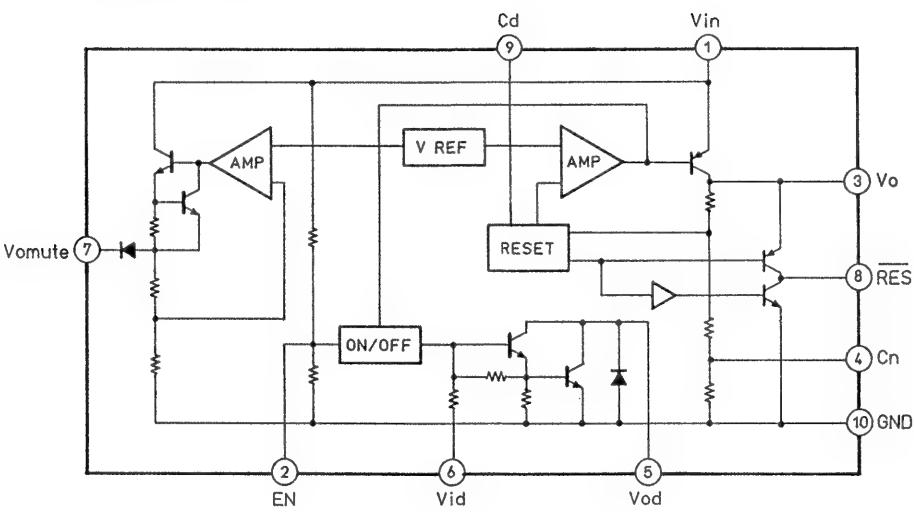 Cd
Vin
9
1
AMP
V REF
AMP
3 Vo
Vomute 7
RESET
8 RES
ON/OFF
4 Cn
10 GND
2
6
5
EN
Vid
Vod